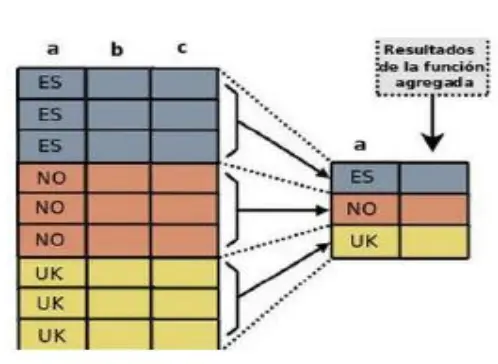 a b c
ES
ES
ES
NO
NO
NO
UK
UK
UK
Resultados
de la función
agregada
a
ES
NO
UK